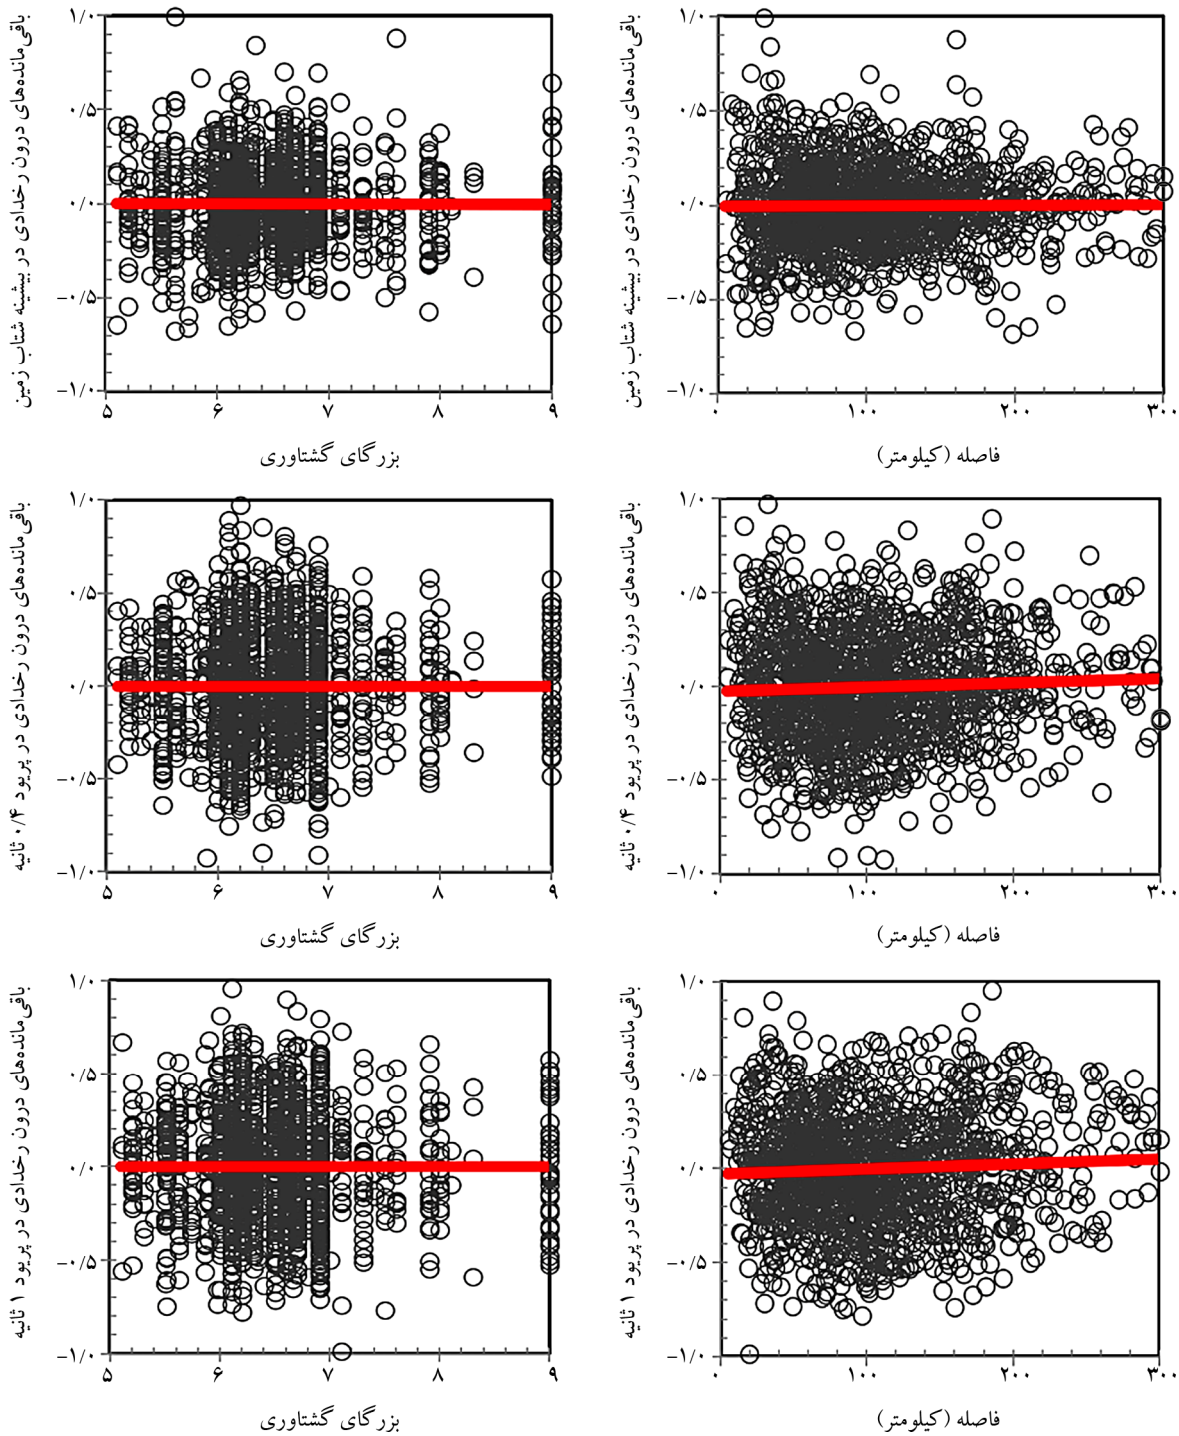 باقی‌مانده‌های درون رخدادی در بیشینه شتاب زمین
۱/۰
۰/۵
۰/۰
-۰/۵
-۱/۰
۵ ۶ ۷ ۸ ۹
بزرگای گشتاوری
باقی‌مانده‌های درون رخدادی در بیشینه شتاب زمین
۱/۰
۰/۵
۰/۰
-۰/۵
-۱/۰
۰ ۱۰۰ ۲۰۰ ۳۰۰
فاصله (کیلومتر)
باقی‌مانده‌های درون رخدادی در پریود ۰/۴ ثانیه
۱/۰
۰/۵
۰/۰
-۰/۵
-۱/۰
۵ ۶ ۷ ۸ ۹
بزرگای گشتاوری
باقی‌مانده‌های درون رخدادی در پریود ۰/۴ ثانیه
۱/۰
۰/۵
۰/۰
-۰/۵
-۱/۰
۰ ۱۰۰ ۲۰۰ ۳۰۰
فاصله (کیلومتر)
باقی‌مانده‌های درون رخدادی در پریود ۱ ثانیه
۱/۰
۰/۵
۰/۰
-۰/۵
-۱/۰
۵ ۶ ۷ ۸ ۹
بزرگای گشتاوری
باقی‌مانده‌های درون رخدادی در پریود ۱ ثانیه
۱/۰
۰/۵
۰/۰
-۰/۵
-۱/۰
۰ ۱۰۰ ۲۰۰ ۳۰۰
فاصله (کیلومتر)